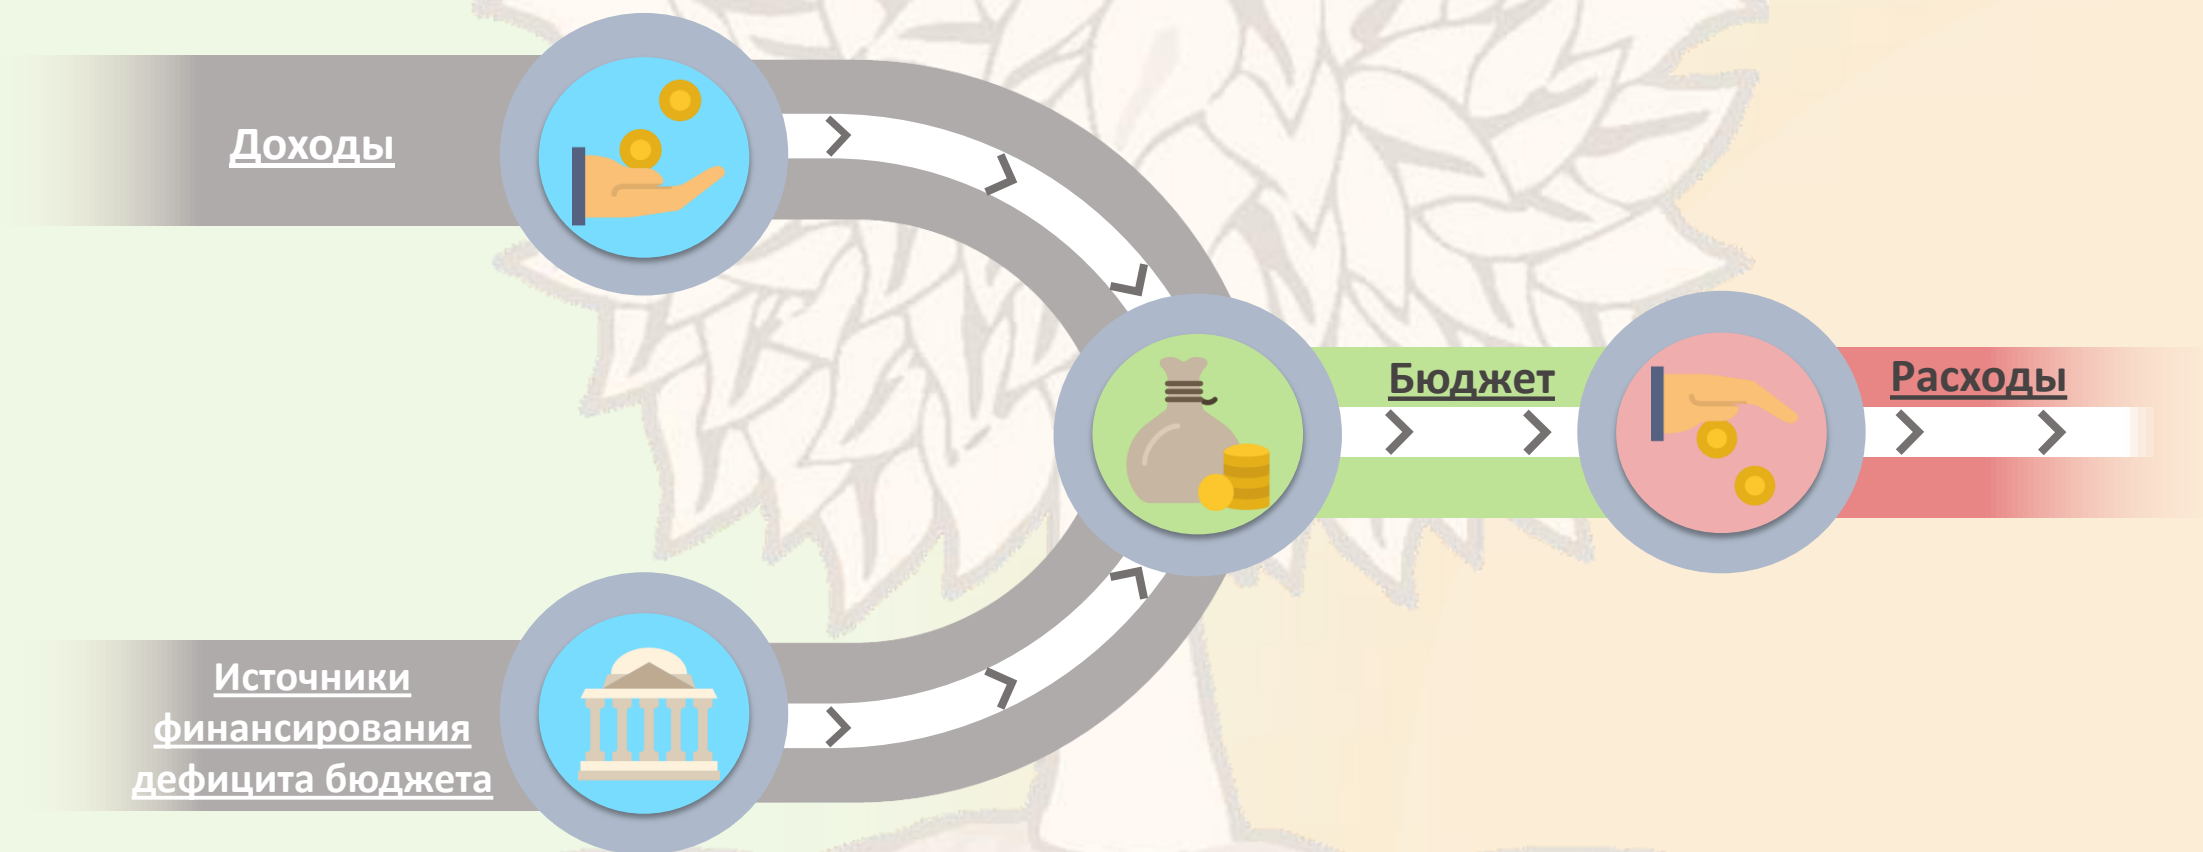 Доходы
Бюджет
Расходы
Источники
финансирования
дефицита бюджета